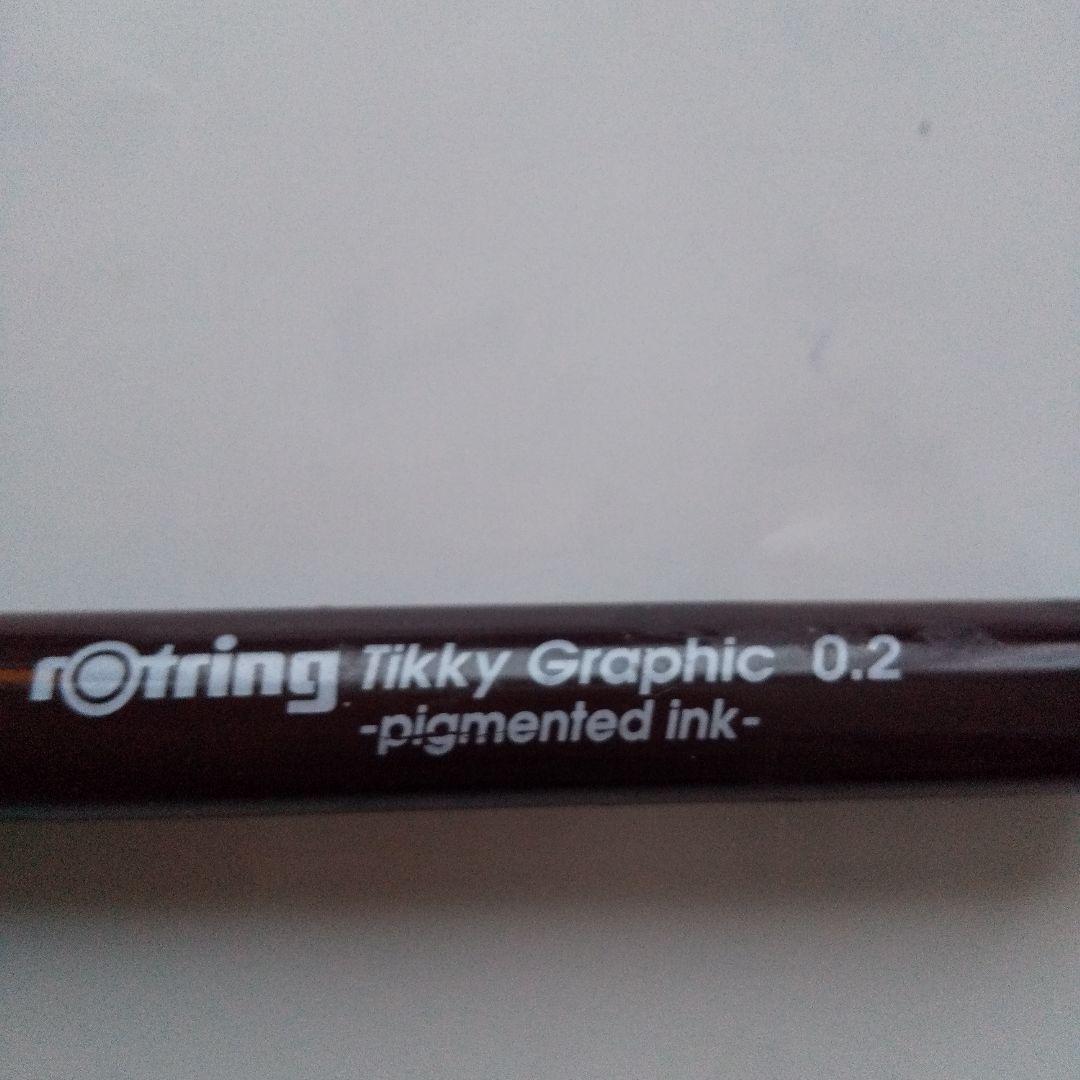 rOtring Tikky Graphic 0.2
-pigmented ink-